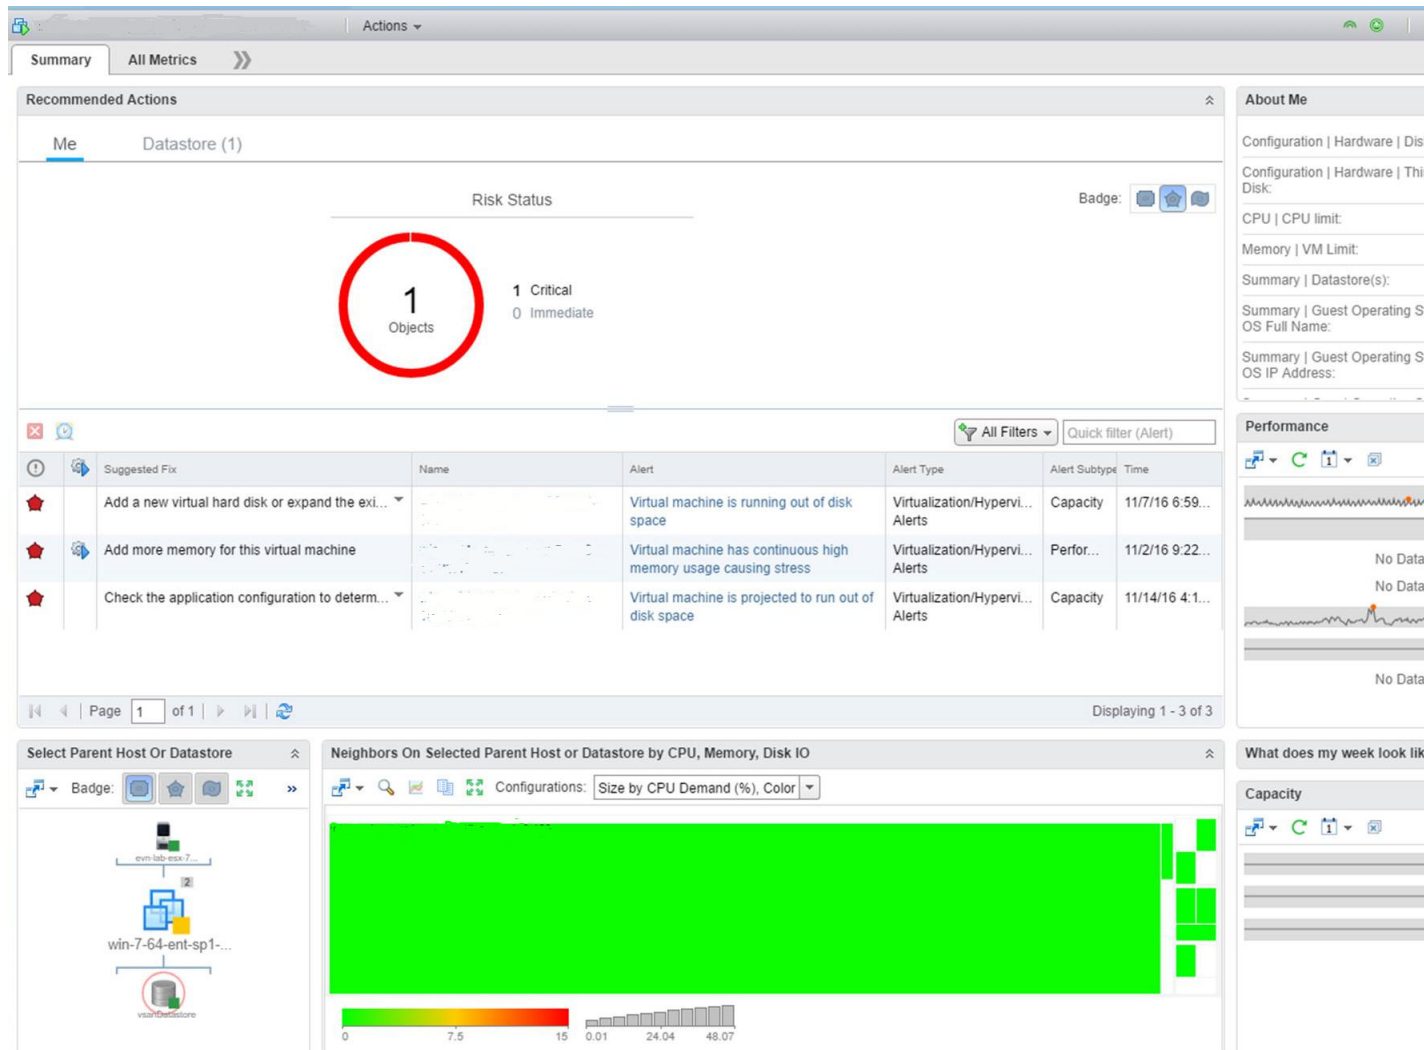 Actions
Summary
All Metrics
Recommended Actions
Me
Datastore (1)
Risk Status
Badge:
1
Objects
1 Critical
0 Immediate
All Filters
Quick filter (Alert)
Suggested Fix
Name
Alert
Alert Type
Alert Subtype
Time
Add a new virtual hard disk or expand the exi...
Virtual machine is running out of disk
space
Virtualization/Hypervi...
Alerts
Capacity
11/7/16 6:59...
Add more memory for this virtual machine
Virtual machine has continuous high
memory usage causing stress
Virtualization/Hypervi...
Alerts
Perfor...
11/2/16 9:22...
Check the application configuration to determ...
Virtual machine is projected to run out of
disk space
Virtualization/Hypervi...
Alerts
Capacity
11/14/16 4:1...
Page 1 of 1
Displaying 1 - 3 of 3
About Me
Configuration | Hardware | Dis
Configuration | Hardware | Thi
Disk:
CPU | CPU limit:
Memory | VM Limit:
Summary | Datastore(s):
Summary | Guest Operating S
OS Full Name:
Summary | Guest Operating S
OS IP Address:
Performance
1
No Data
No Data
No Data
Select Parent Host Or Datastore
Badge:
evn-lab-esx-7...
2
win-7-64-ent-sp1-...
vsanDatastore
Neighbors On Selected Parent Host or Datastore by CPU, Memory, Disk IO
Configurations: Size by CPU Demand (%), Color
0 7.5 15
0.01 24.04 48.07
What does my week look lik
Capacity
1